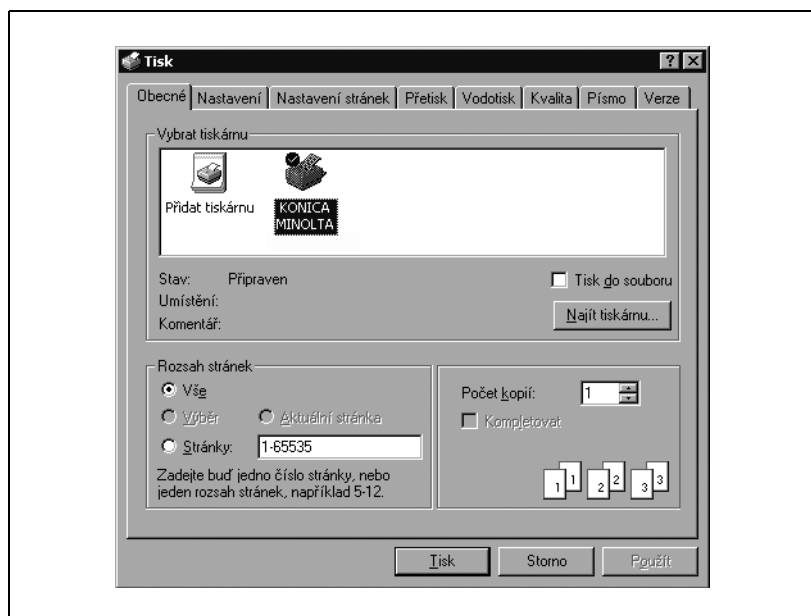 Tisk
Obecné Nastavení Nastavení stránek Přetisk Vodotisk Kvalita Písmo Verze
Vybrat tiskárnu
Přidat tiskárnu
KONICA
MINOLTA
Stav: Připraven
Umístění:
Komentář:
Tisk do souboru
Najít tiskárnu...
Rozsah stránek
Vše
Výběr Aktuální stránka
Stránky: 1-65535
Zadejte buď jedno číslo stránky, nebo
jeden rozsah stránek, například 5-12.
Počet kopií: 1
Kompletovat
1 1 2 2 3 3
Tisk Storno Použít